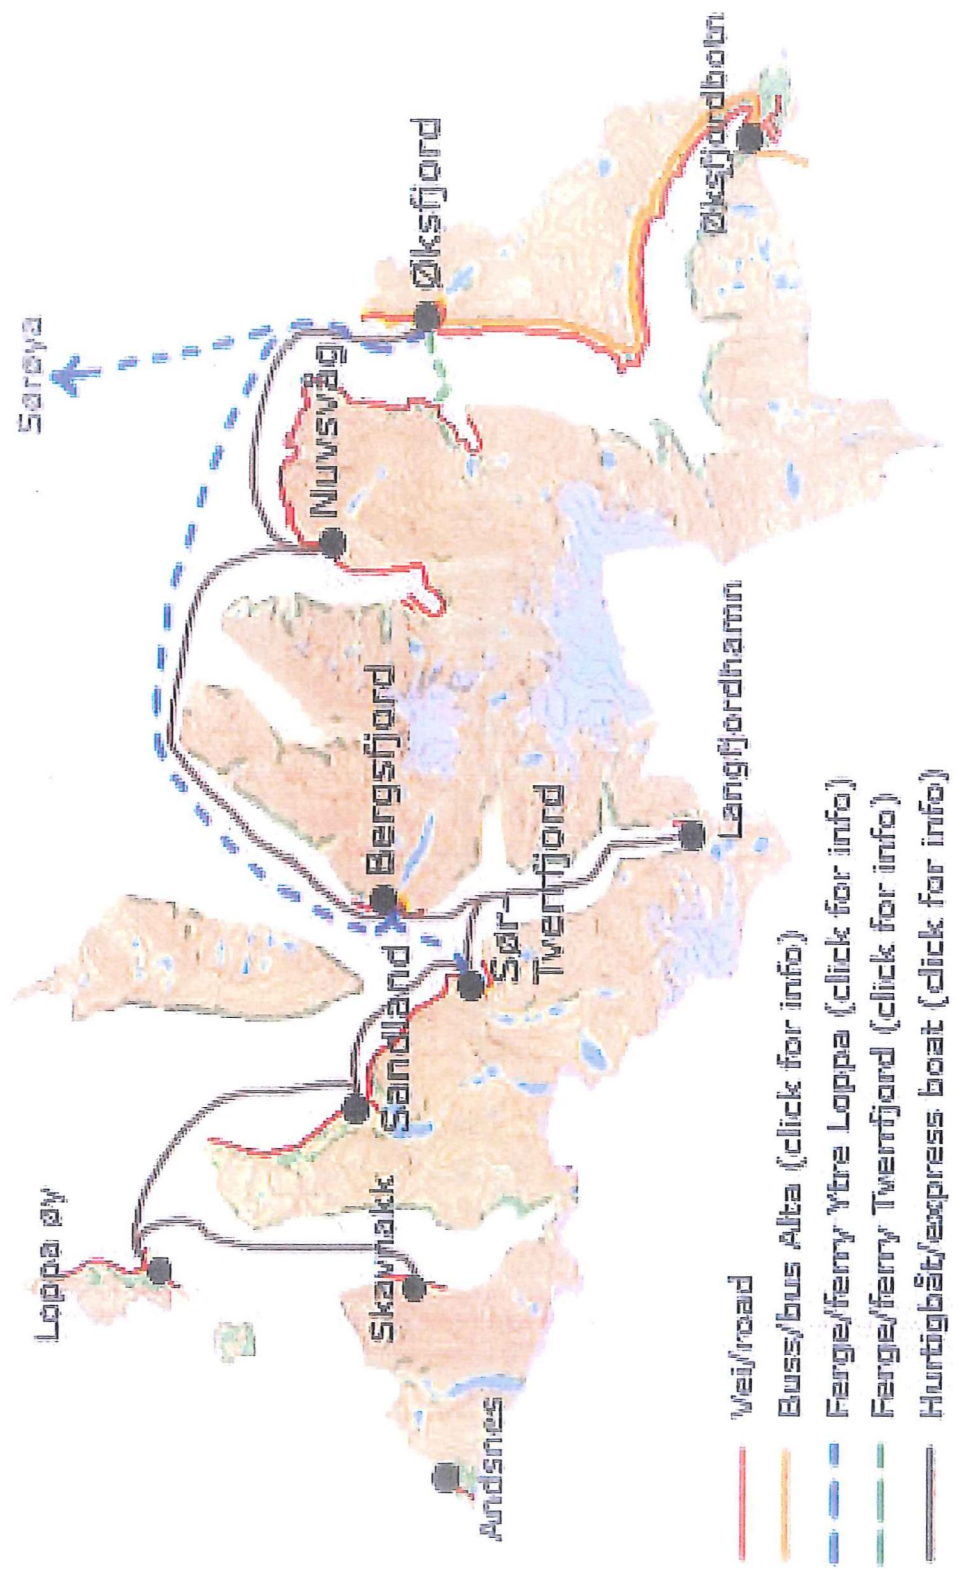 Sørøya
Loppa øy
Nuvsvåg
Bergsfjord
Skavnakk
Sandland
Øksfjord
Andsnes
Sør-
Tverrfjord
Øksfjordbotn
Langfjordhamn
Vei/road
Buss/bus Alta (click for info)
Ferge/ferry Ytre Loppa (click for info)
Ferge/ferry Tverrfjord (click for info)
Hurtigbåt/express boat (click for info)